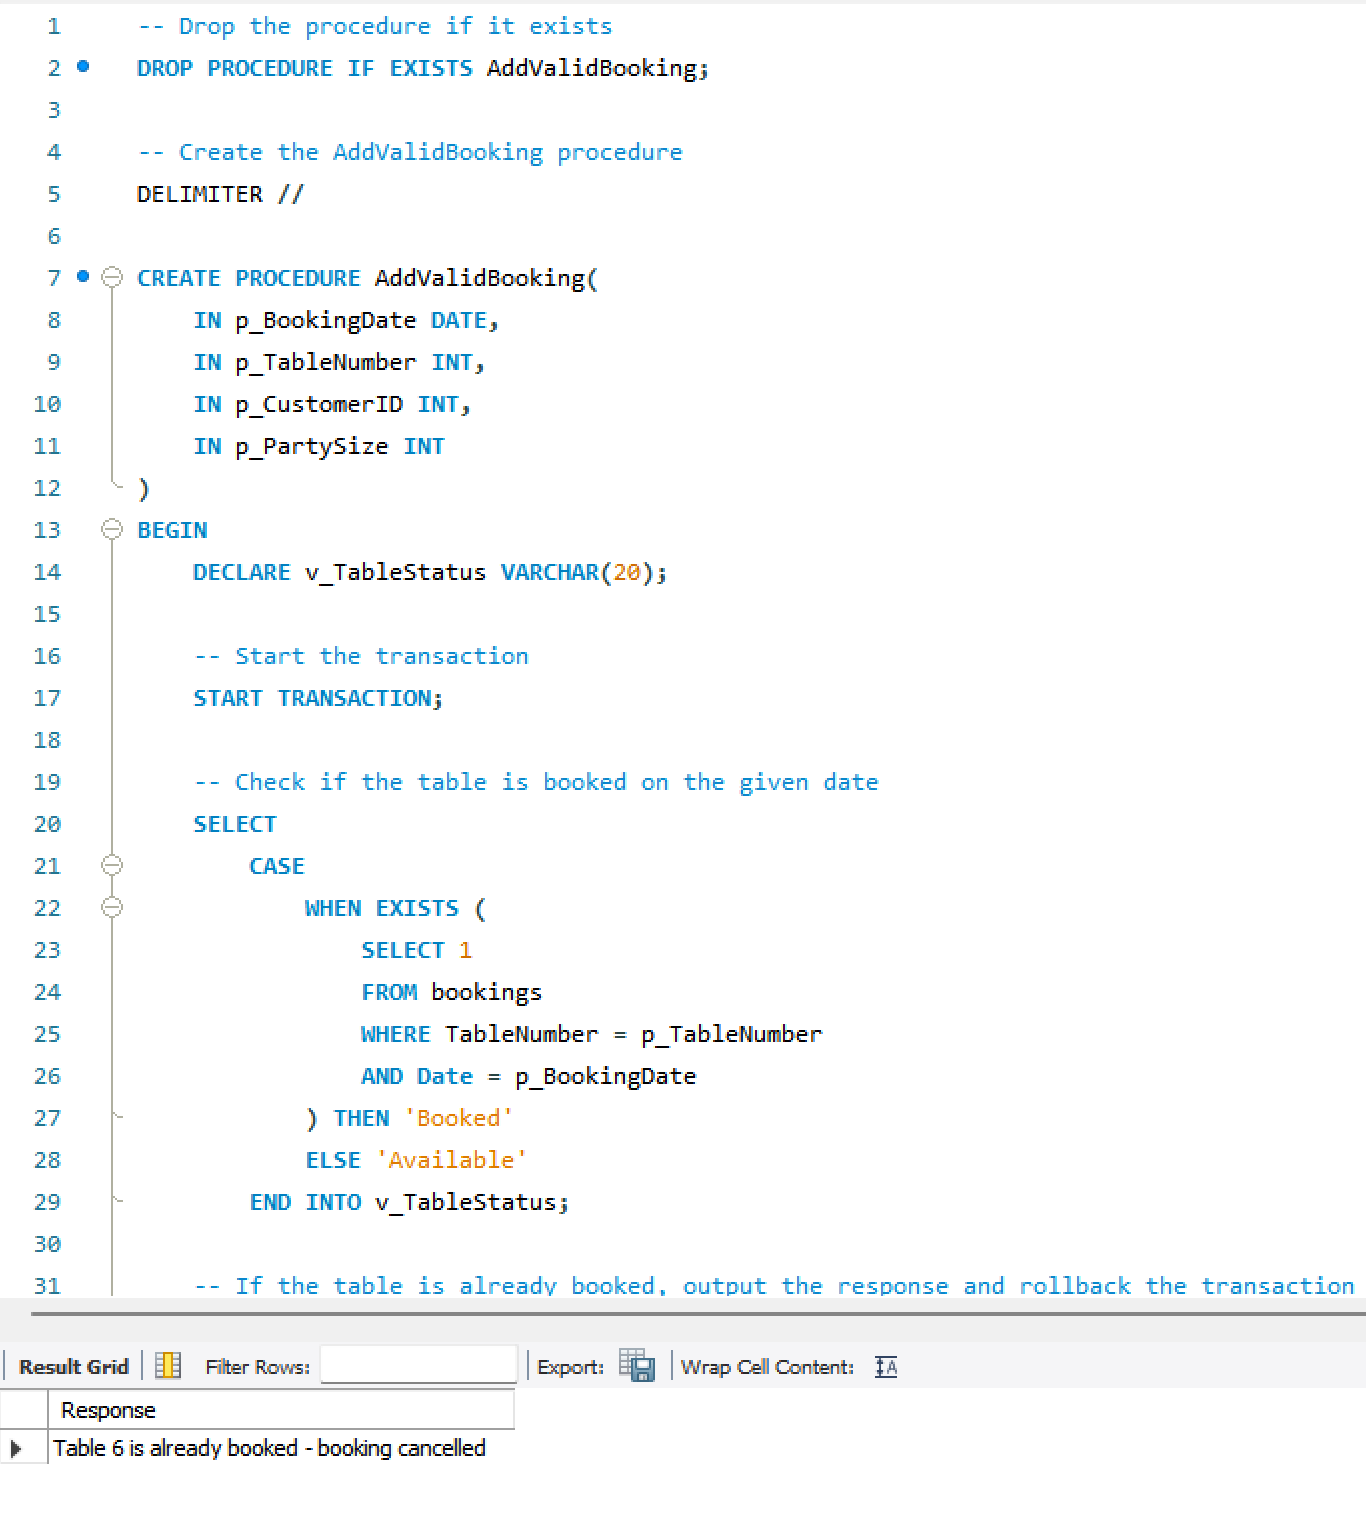 1 -- Drop the procedure if it exists
2 DROP PROCEDURE IF EXISTS AddValidBooking;
3
4 -- Create the AddValidBooking procedure
5 DELIMITER //
6
7 CREATE PROCEDURE AddValidBooking(
8 IN p_BookingDate DATE,
9 IN p_TableNumber INT,
10 IN p_CustomerID INT,
11 IN p_PartySize INT
12 )
13 BEGIN
14 DECLARE v_TableStatus VARCHAR(20);
15
16 -- Start the transaction
17 START TRANSACTION;
18
19 -- Check if the table is booked on the given date
20 SELECT
21 CASE
22 WHEN EXISTS (
23 SELECT 1
24 FROM bookings
25 WHERE TableNumber = p_TableNumber
26 AND Date = p_BookingDate
27 ) THEN 'Booked'
28 ELSE 'Available'
29 END INTO v_TableStatus;
30
31 -- If the table is already booked, output the response and rollback the transaction
Result Grid Filter Rows: Export: Wrap Cell Content: IA
Response
Table 6 is already booked - booking cancelled